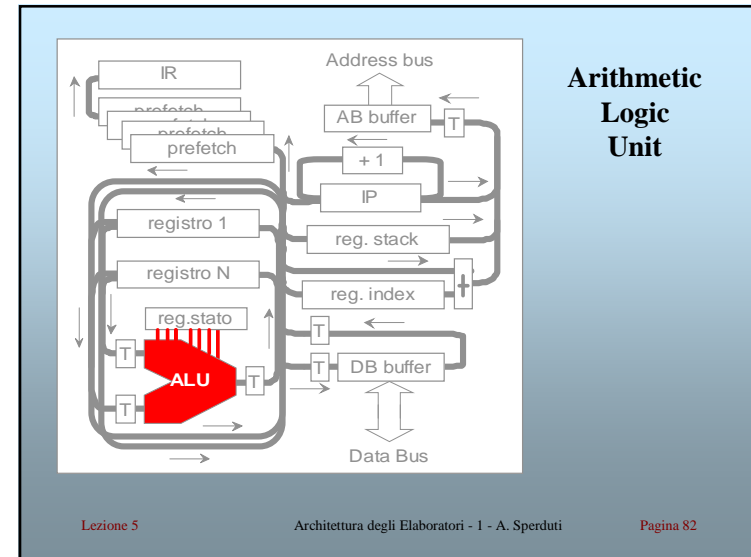 Arithmetic
Logic
Unit
IR
prefetch
prefetch
prefetch
prefetch
Address bus
AB buffer
T
+ 1
IP
registro 1
reg. stack
registro N
reg. index
+
reg.stato
T
T
ALU
T
T
DB buffer
T
Data Bus
Lezione 5
Architettura degli Elaboratori - 1 - A. Sperduti
Pagina 82